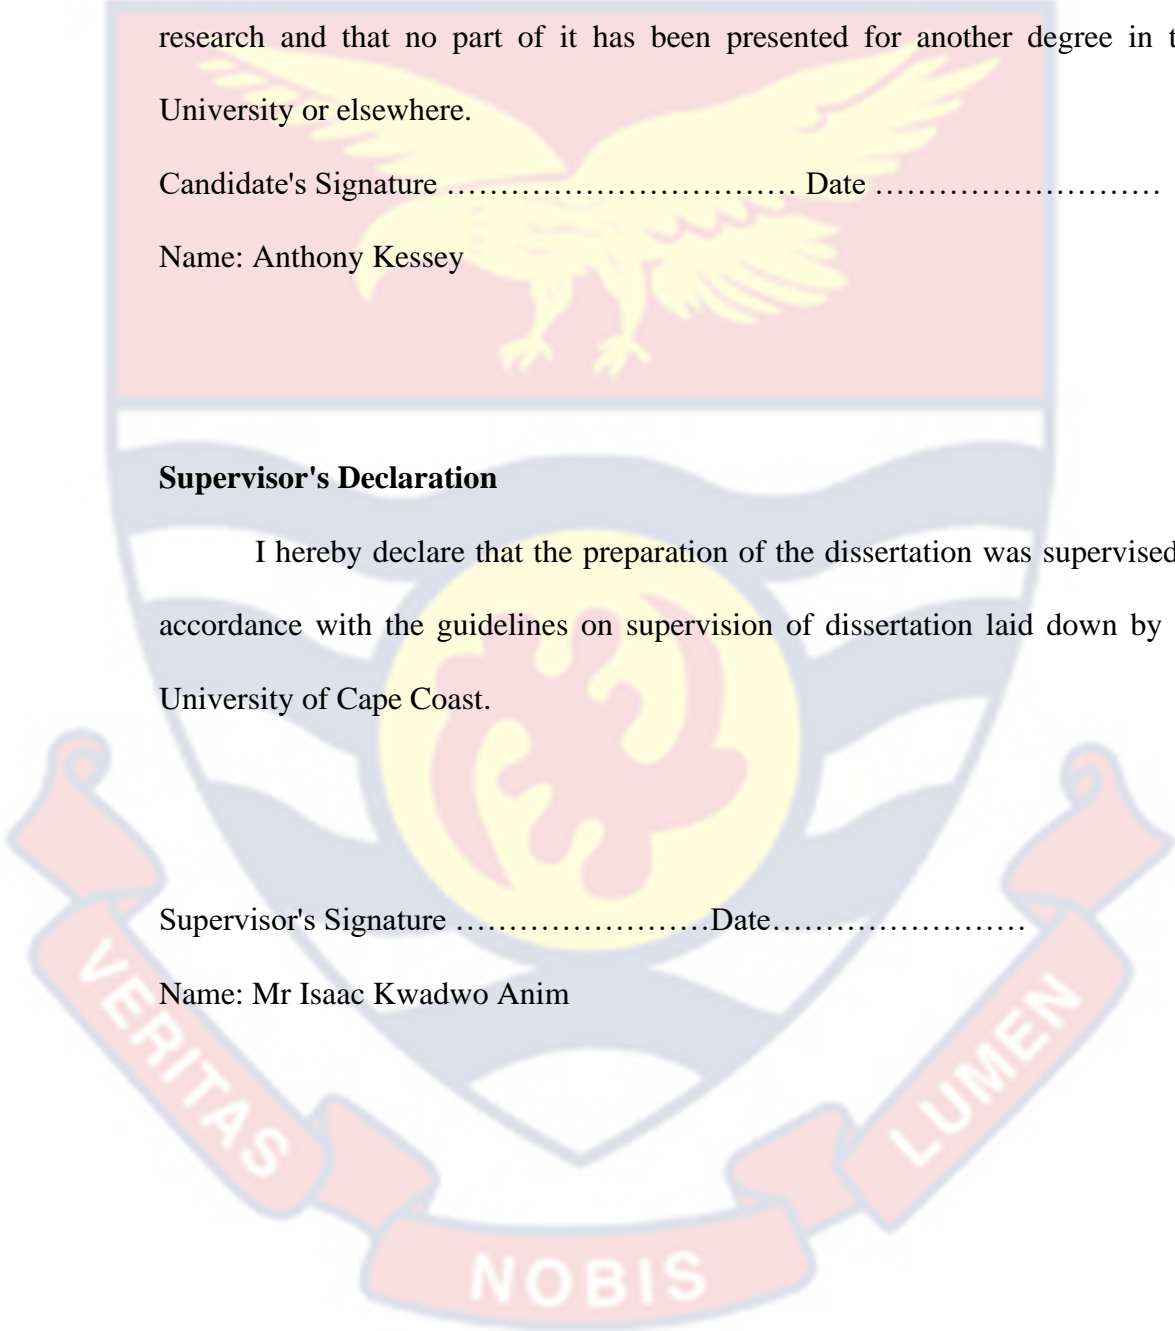 research and that no part of it has been presented for another degree in t
University or elsewhere.
Candidate's Signature …………………………… Date ………………………
Name: Anthony Kessey
Supervisor's Declaration
I hereby declare that the preparation of the dissertation was supervised
accordance with the guidelines on supervision of dissertation laid down by
University of Cape Coast.
Supervisor's Signature ……………………Date……………………
Name: Mr Isaac Kwadwo Anim
VERITAS
NOBIS
LUMEN